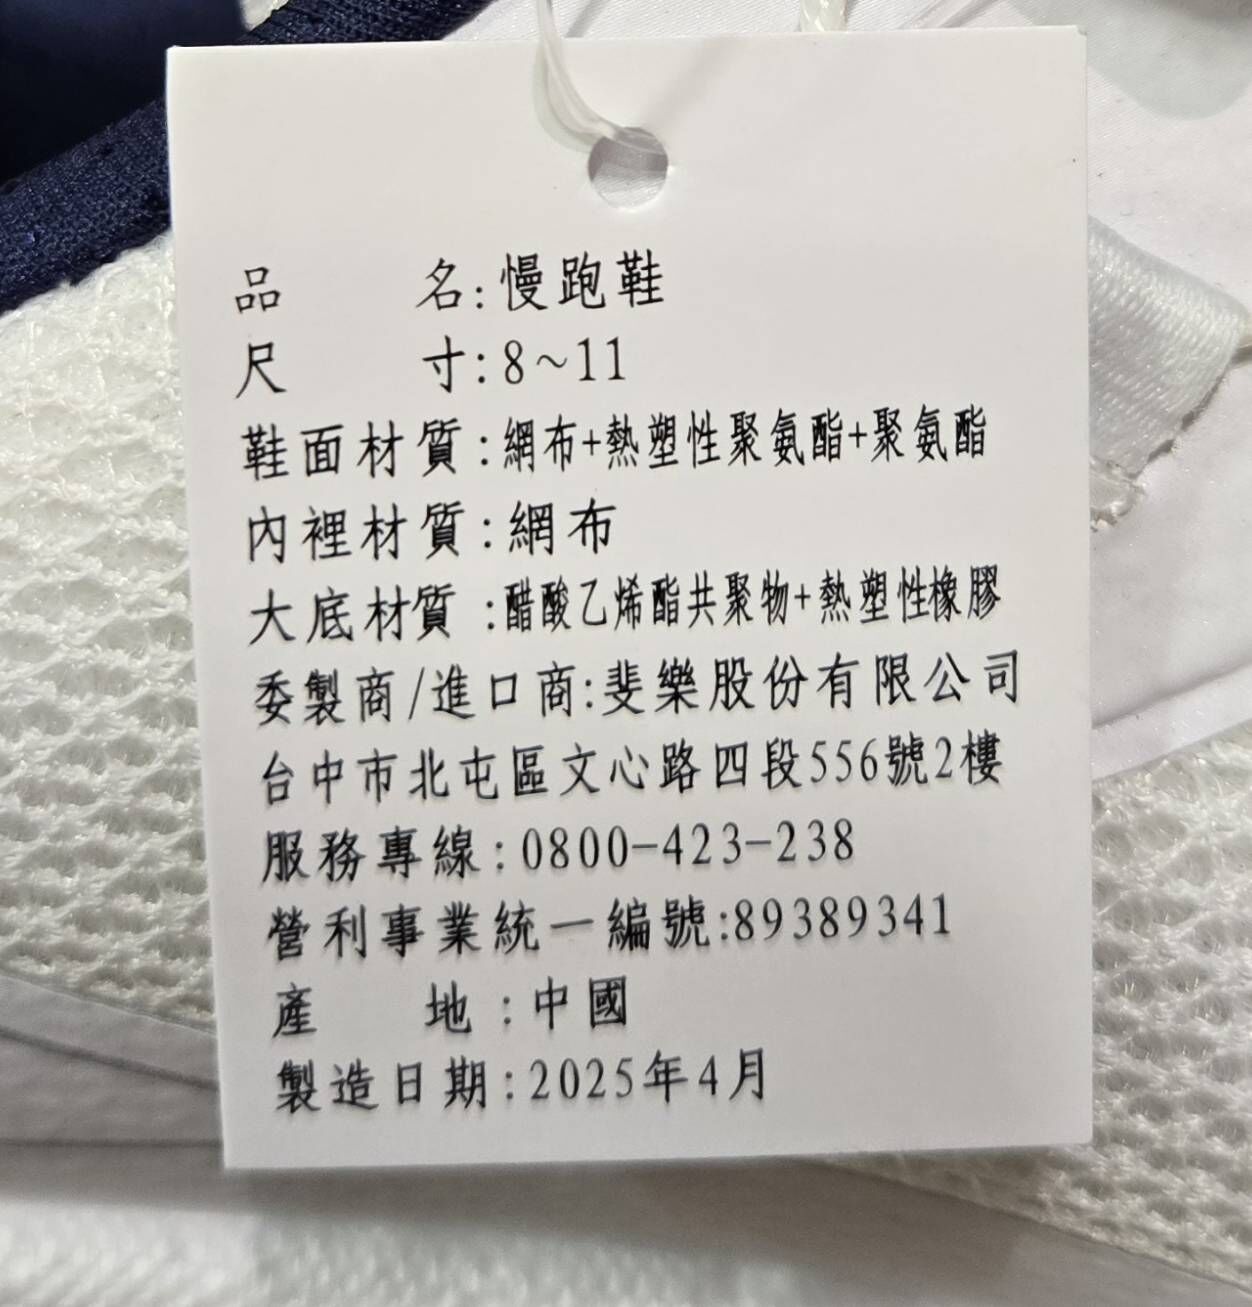 品名:慢跑鞋
尺寸:8~11
鞋面材質:網布+熱塑性聚氨酯+聚氨酯
內裡材質:網布
大底材質:醋酸乙烯酯共聚物+熱塑性橡膠
委製商/進口商:斐樂股份有限公司
台中市北屯區文心路四段556號2樓
服務專線:0800-423-238
營利事業統一編號:89389341
產地:中國
製造日期:2025年4月